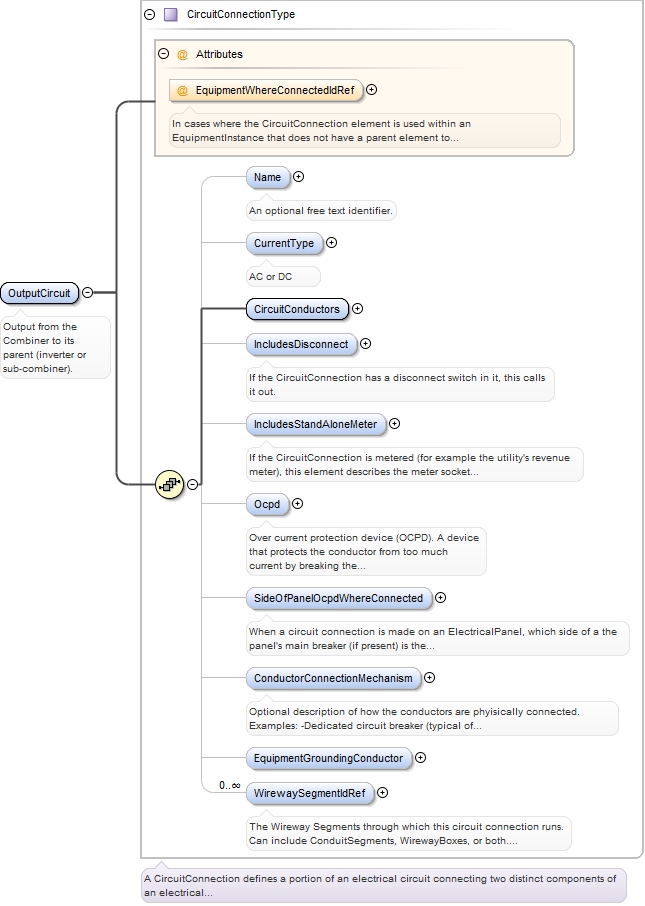 CircuitConnectionType
@ Attributes
@ EquipmentWhereConnectedIdRef
In cases where the CircuitConnection element is used within an
EquipmentInstance that does not have a parent element to...
Name
An optional free text identifier.
CurrentType
AC or DC
OutputCircuit
Output from the
Combiner to its
parent (inverter or
sub-combiner).
CircuitConductors
IncludesDisconnect
If the CircuitConnection has a disconnect switch in it, this calls
it out.
IncludesStandAloneMeter
If the CircuitConnection is metered (for example the utility's revenue
meter), this element describes the meter socket...
Ocpd
Over current protection device (OCPD). A device
that protects the conductor from too much
current by breaking the...
SideOfPanelOcpdWhereConnected
When a circuit connection is made on an ElectricalPanel, which side of a the
panel's main breaker (if present) is the...
ConductorConnectionMechanism
Optional description of how the conductors are phyisically connected.
Examples: -Dedicated circuit breaker (typical of...
EquipmentGroundingConductor
0..∞
WirewaySegmentIdRef
The Wireway Segments through which this circuit connection runs.
Can include ConduitSegments, WirewayBoxes, or both....
A CircuitConnection defines a portion of an electrical circuit connecting two distinct components of
an electrical...